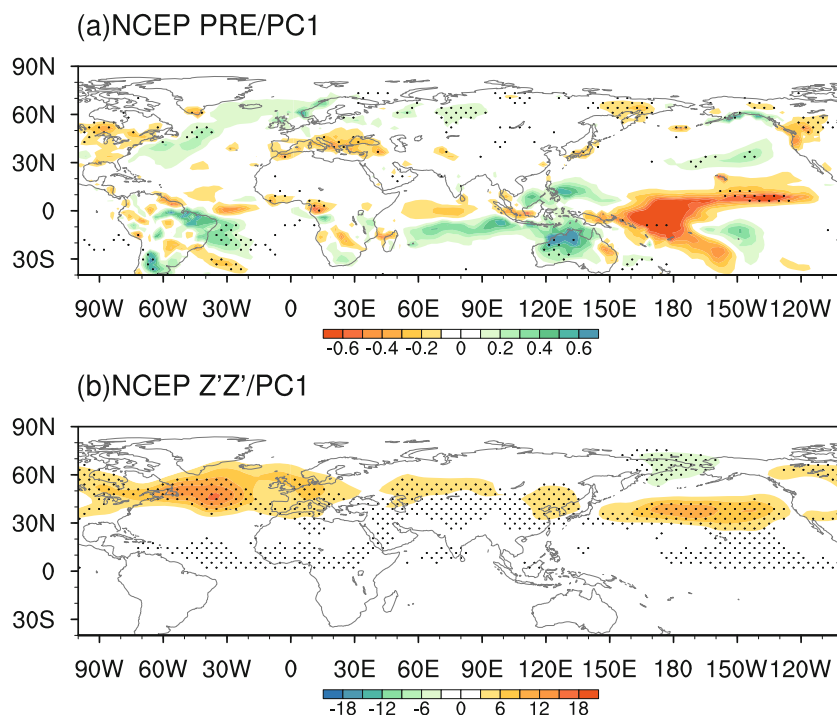 (a)NCEP PRE/PC1
90N
60N
30N
0
30S
90W 60W 30W 0 30E 60E 90E 120E 150E 180 150W 120W
-0.6 -0.4 -0.2 0 0.2 0.4 0.6
(b)NCEP Z'Z'/PC1
90N
60N
30N
0
30S
90W 60W 30W 0 30E 60E 90E 120E 150E 180 150W 120W
-18 -12 -6 0 6 12 18